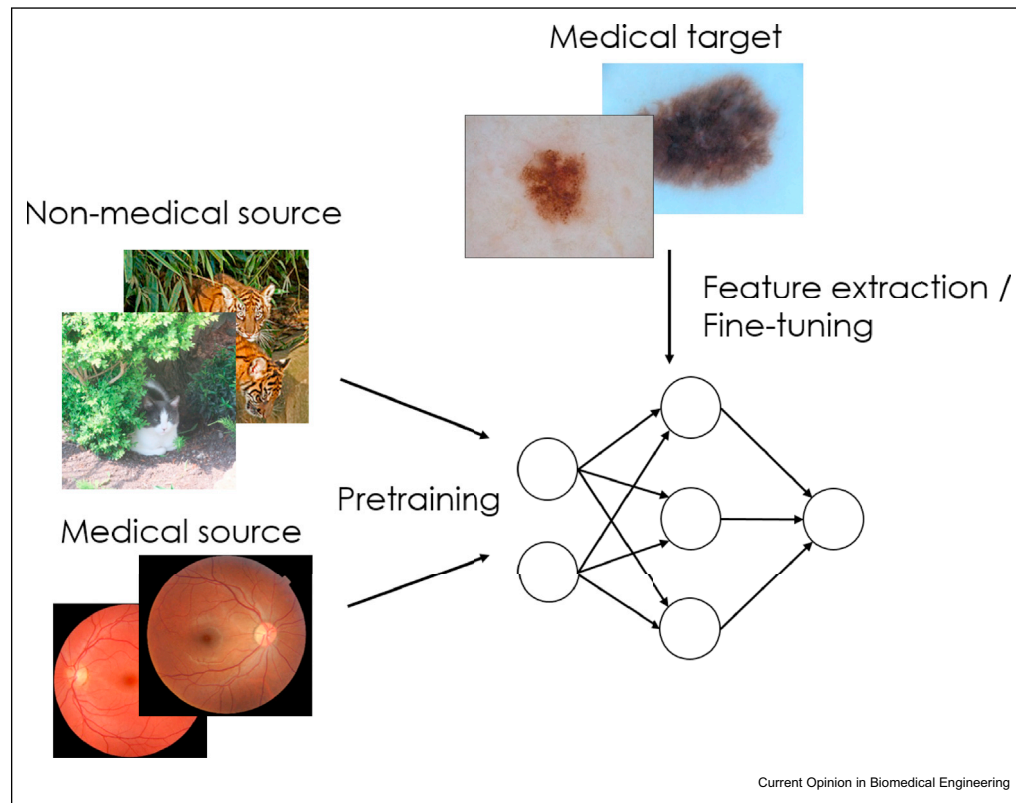 Medical target
Non-medical source
Feature extraction /
Fine-tuning
Pretraining
Medical source
Current Opinion in Biomedical Engineering